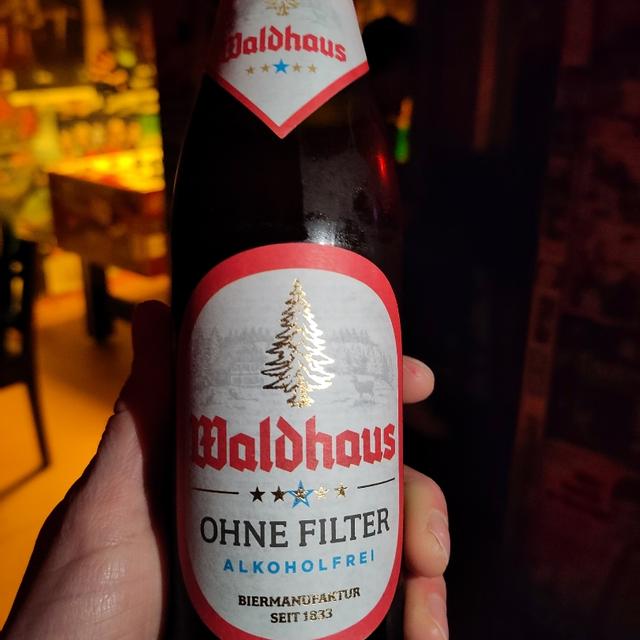 Waldhaus
Waldhaus
OHNE FILTER
ALKOHOLFREI
BIERMANUFAKTUR
SEIT 1833